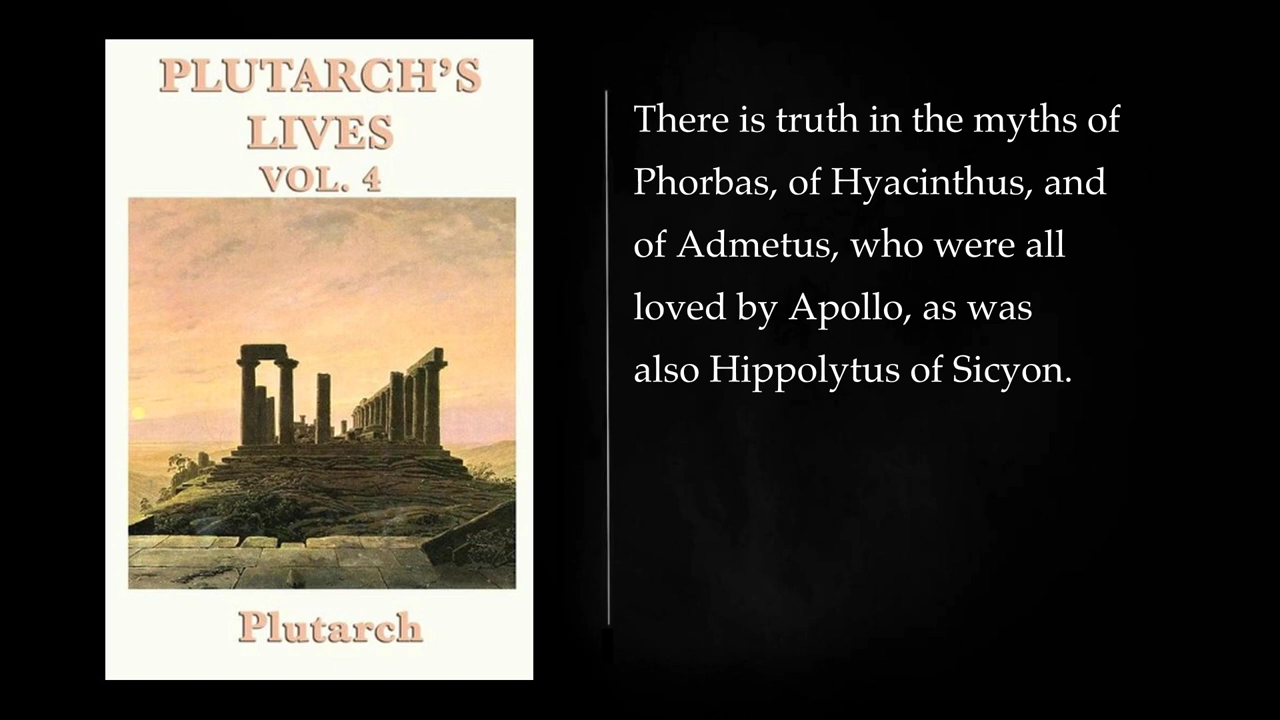 PLUTARCH'S
LIVES
VOL. 4
Plutarch
There is truth in the myths of
Phorbas, of Hyacinthus, and
of Admetus, who were all
loved by Apollo, as was
also Hippolytus of Sicyon.